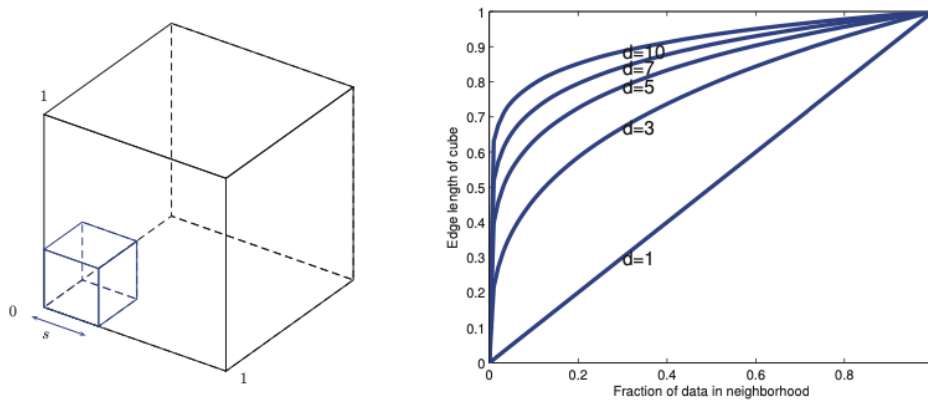 1
0
s
1
1
0.9
0.8
0.7
0.6
0.5
0.4
0.3
0.2
0.1
0
Edge length of cube
d=10
d=7
d=5
d=3
d=1
0 0.2 0.4 0.6 0.8
Fraction of data in neighborhood